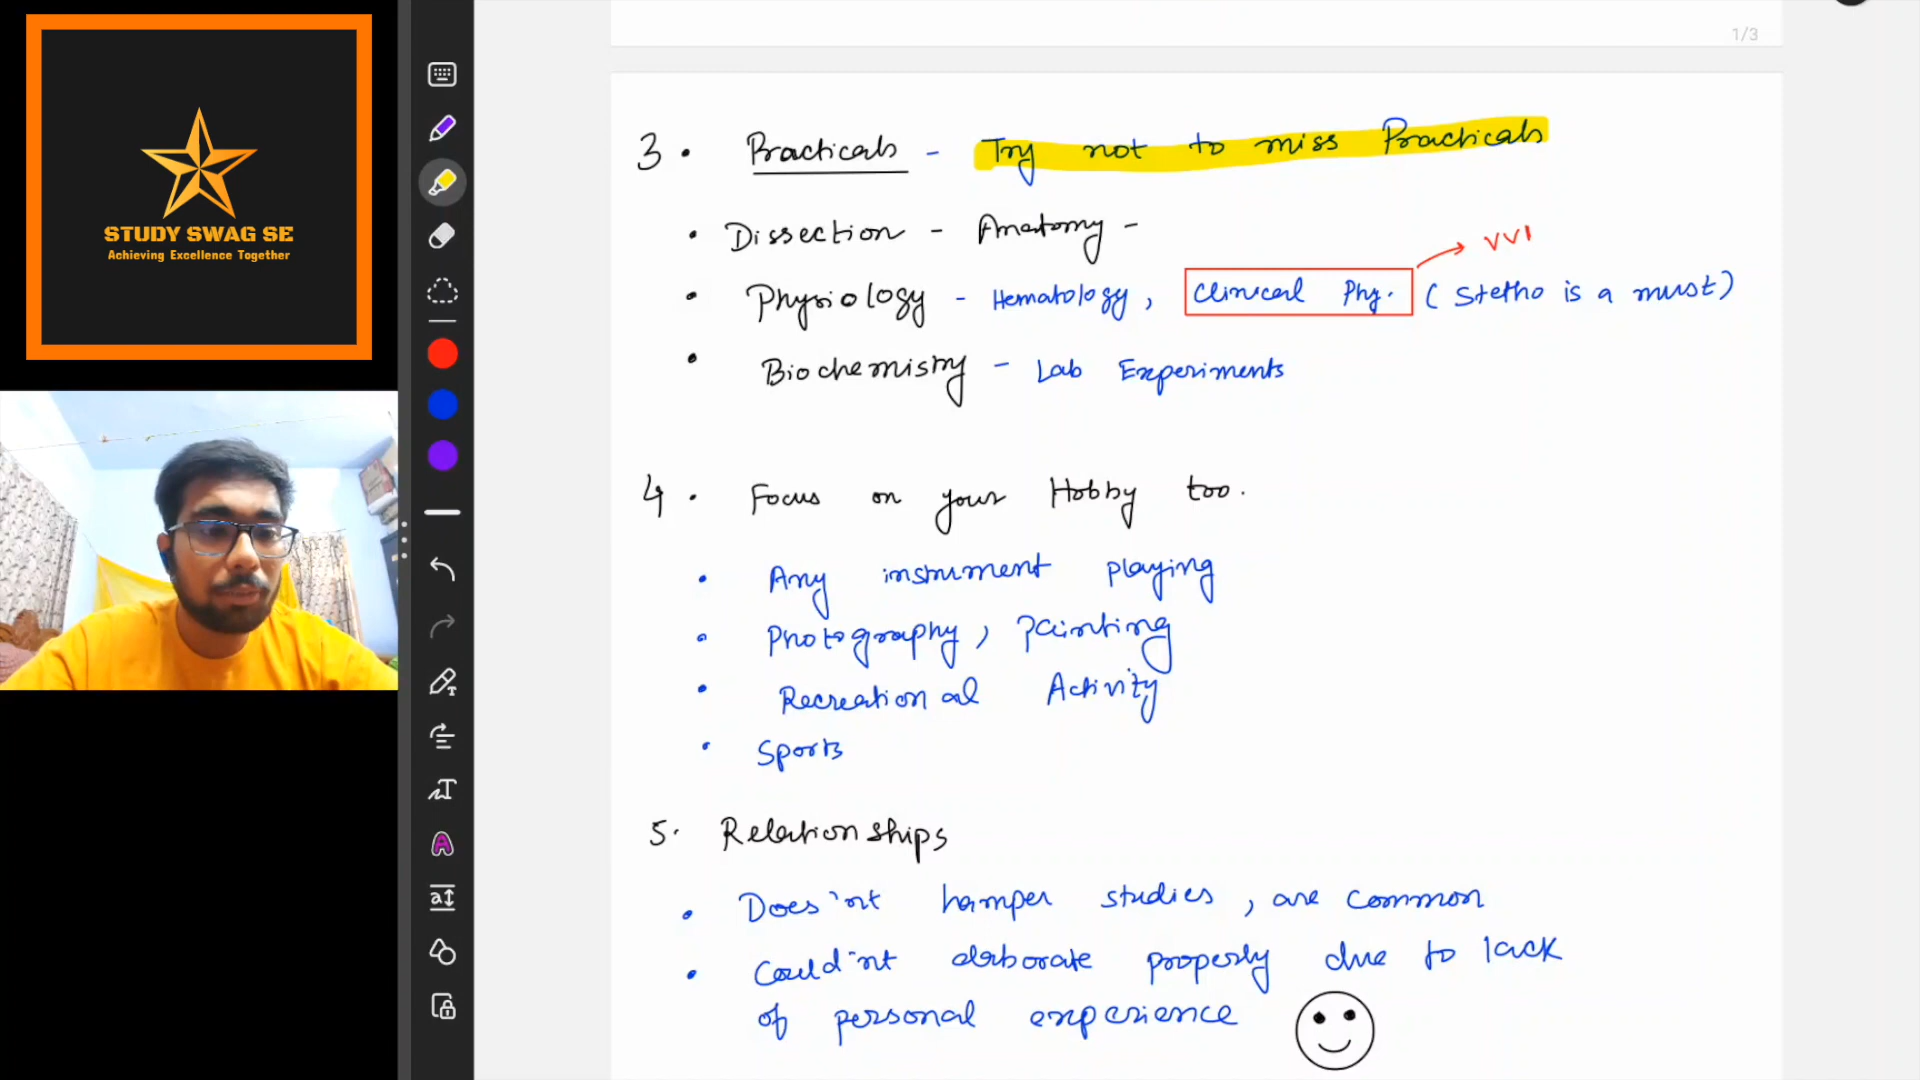 STUDY SWAG SE
Achieving Excellence Together
1/3
3. Practicals - Try not to miss Practicals
• Dissection - Anatomy -
VVI
• Physiology - Hematology, Clinical Phy. (Stetho is a must)
• Biochemistry - Lab Experiments
4. Focus on your Hobby too.
• Any instrument playing
• Photography, Painting
• Recreational Activity
• Sports
5. Relationships
• Does'nt hamper studies, are common
• Could'nt elaborate properly due to lack
of personal experience